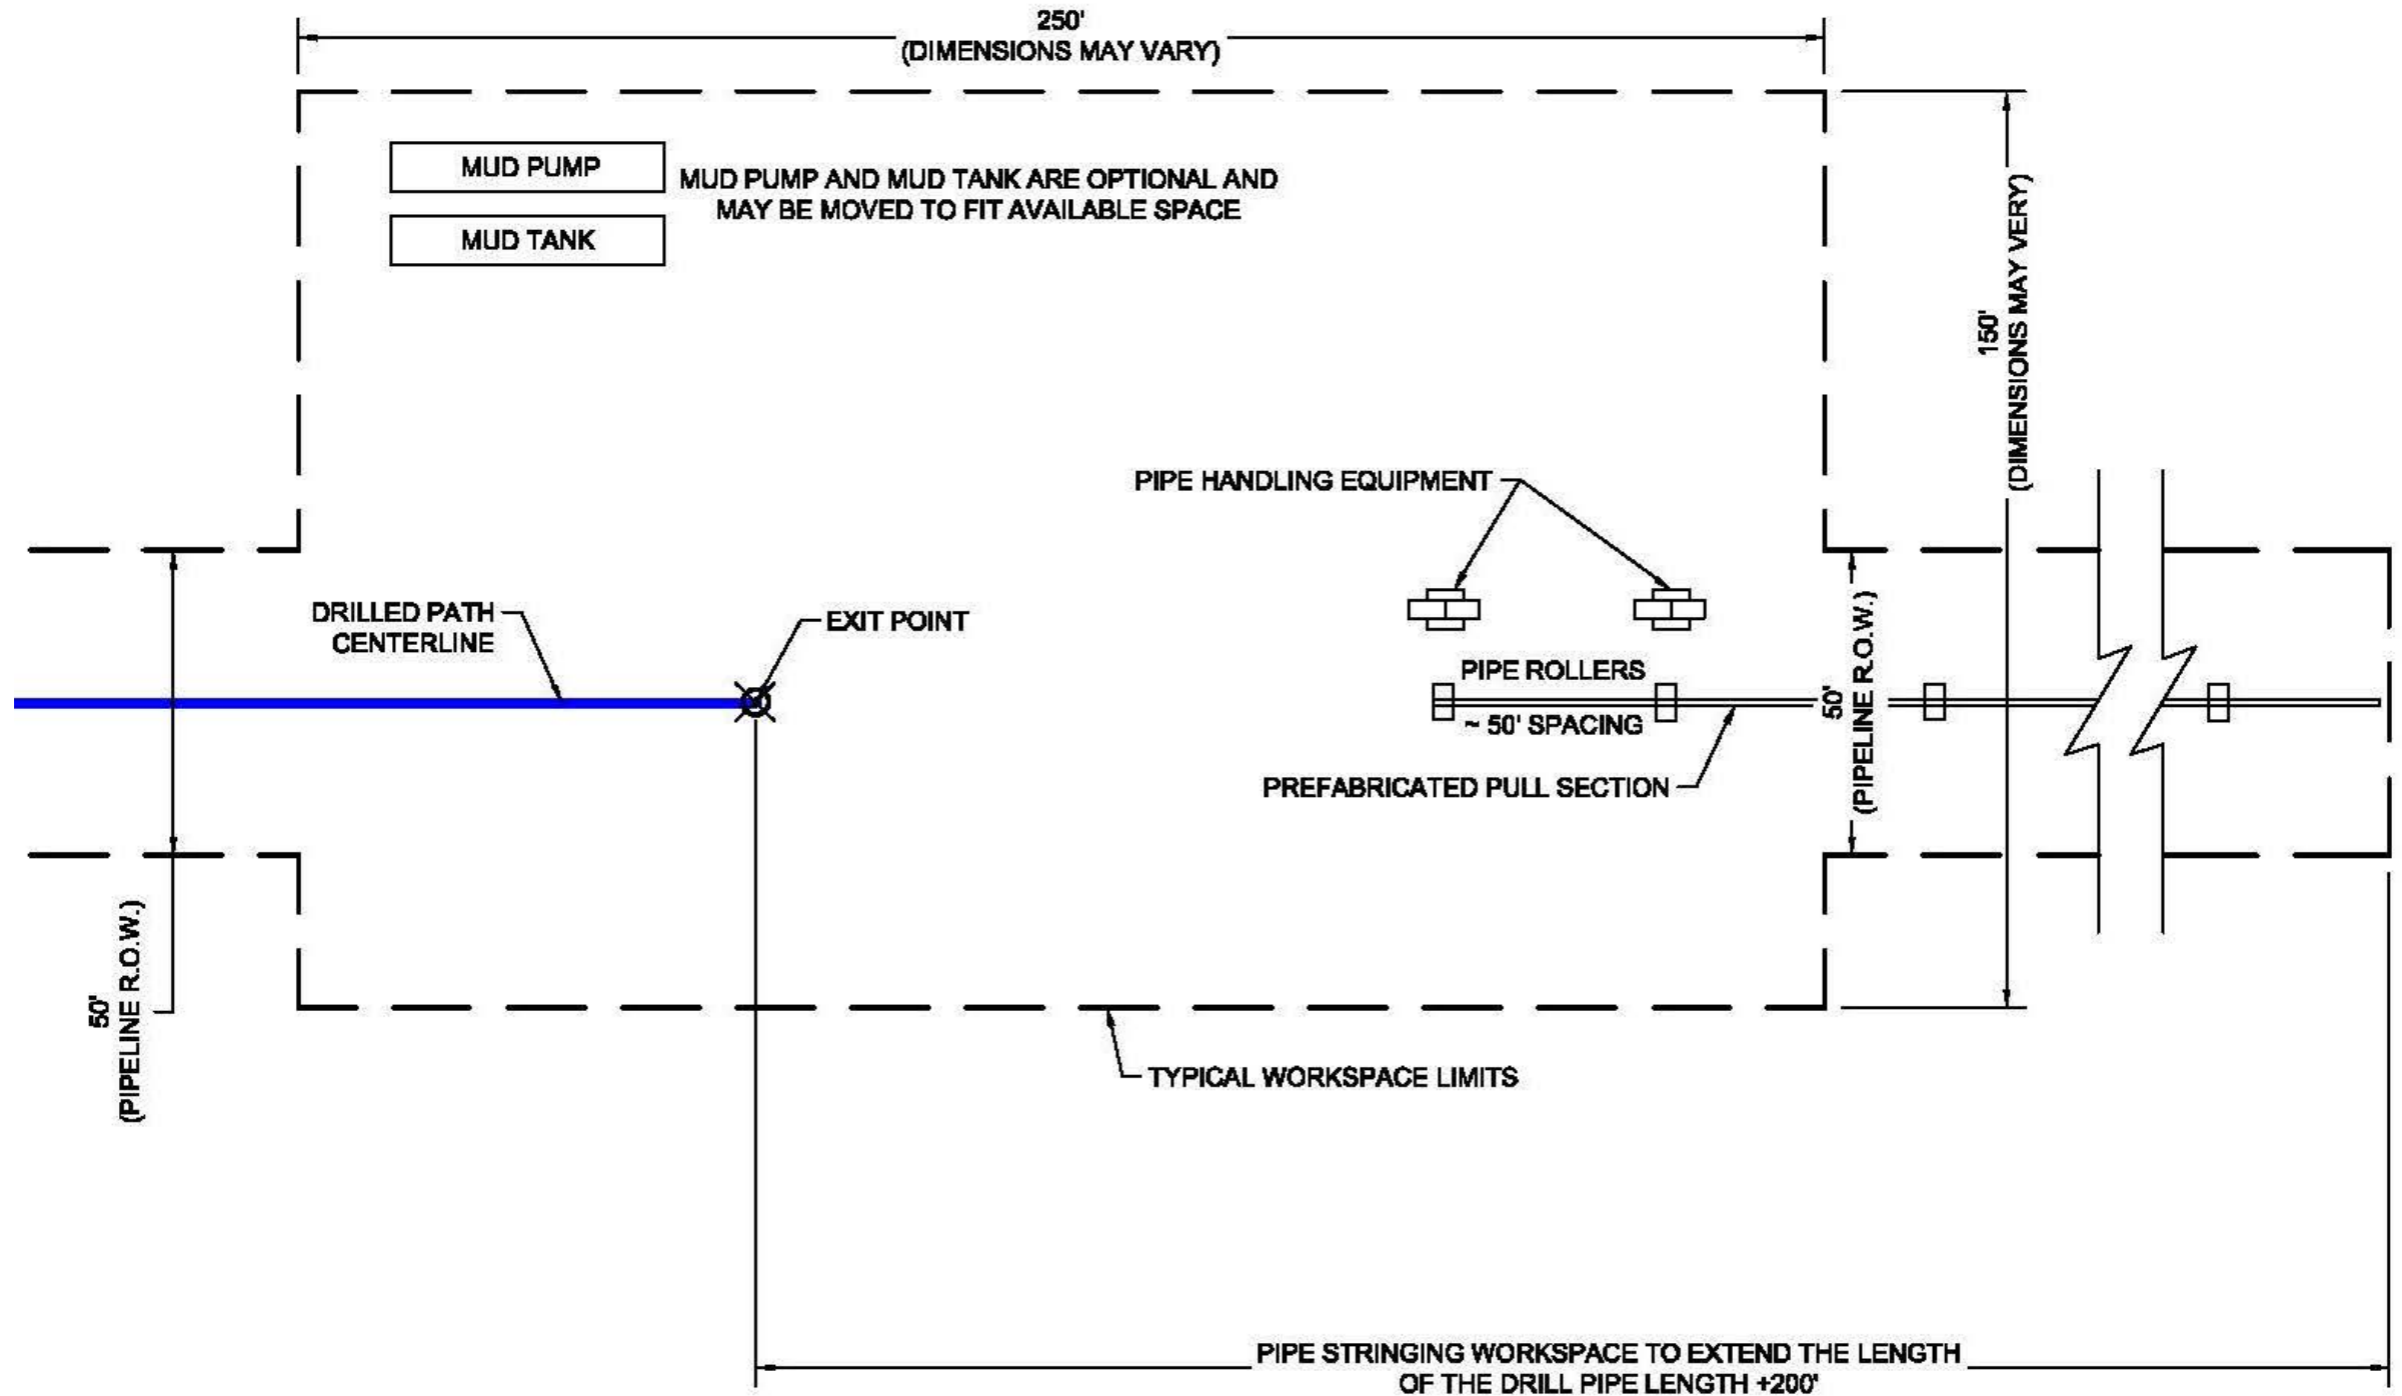 250'
(DIMENSIONS MAY VARY)
MUD PUMP
MUD TANK
MUD PUMP AND MUD TANK ARE OPTIONAL AND
MAY BE MOVED TO FIT AVAILABLE SPACE
150'
(DIMENSIONS MAY VERY)
PIPE HANDLING EQUIPMENT
DRILLED PATH
CENTERLINE
EXIT POINT
PIPE ROLLERS
~ 50' SPACING
50'
(PIPELINE R.O.W.)
PREFABRICATED PULL SECTION
50'
(PIPELINE R.O.W.)
TYPICAL WORKSPACE LIMITS
PIPE STRINGING WORKSPACE TO EXTEND THE LENGTH
OF THE DRILL PIPE LENGTH +200'